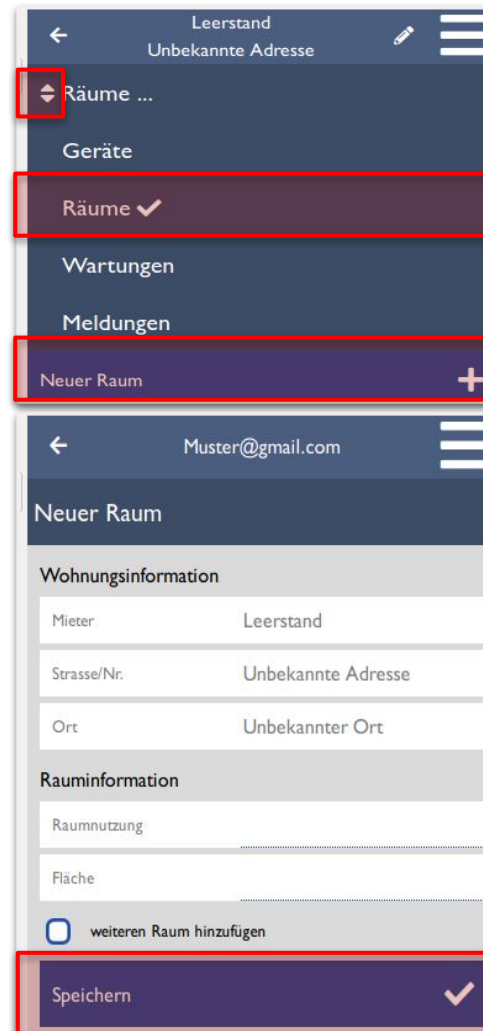 Leerstand
Unbekannte Adresse
Räume ...
Geräte
Räume
Wartungen
Meldungen
Neuer Raum
Muster@gmail.com
Neuer Raum
Wohnungsinformation
Mieter Leerstand
Strasse/Nr. Unbekannte Adresse
Ort Unbekannter Ort
Rauminformation
Raumnutzung
Fläche
weiteren Raum hinzufügen
Speichern